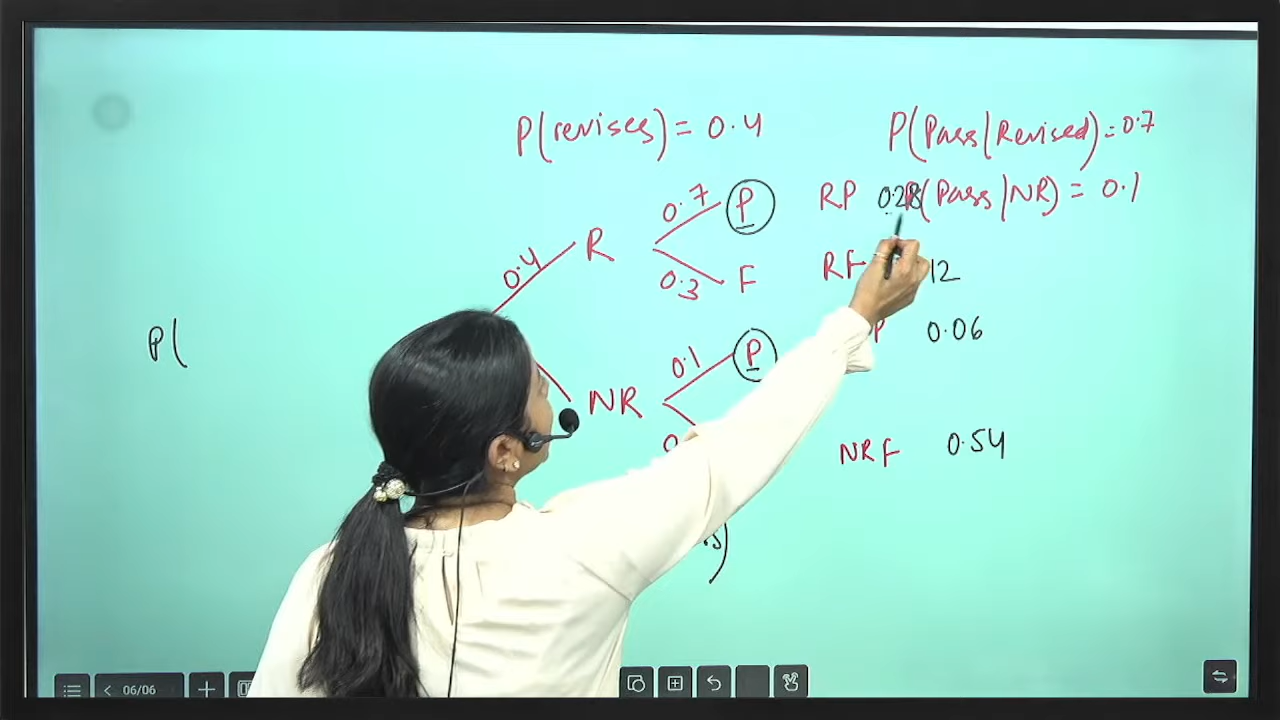 P(revises) = 0.4
P(Pass/Revised) = 0.7
0.7 P RP 0.28 P(Pass/NR) = 0.1
0.4 R
0.3 F RF 12
P(
0.1 P P 0.06
NR
0
NRF 0.54
)
06/06